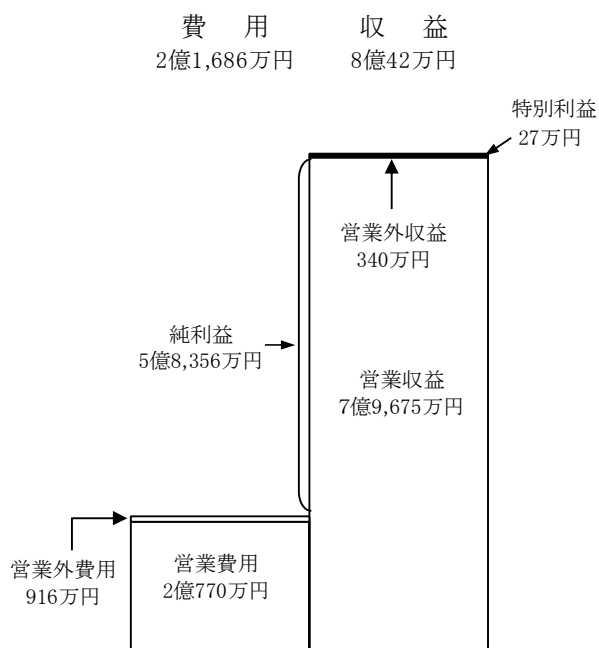 費用 収益
2億1,686万円 8億42万円
特別利益
27万円
営業外収益
340万円
純利益
5億8,356万円
営業収益
7億9,675万円
営業外費用
916万円
営業費用
2億770万円